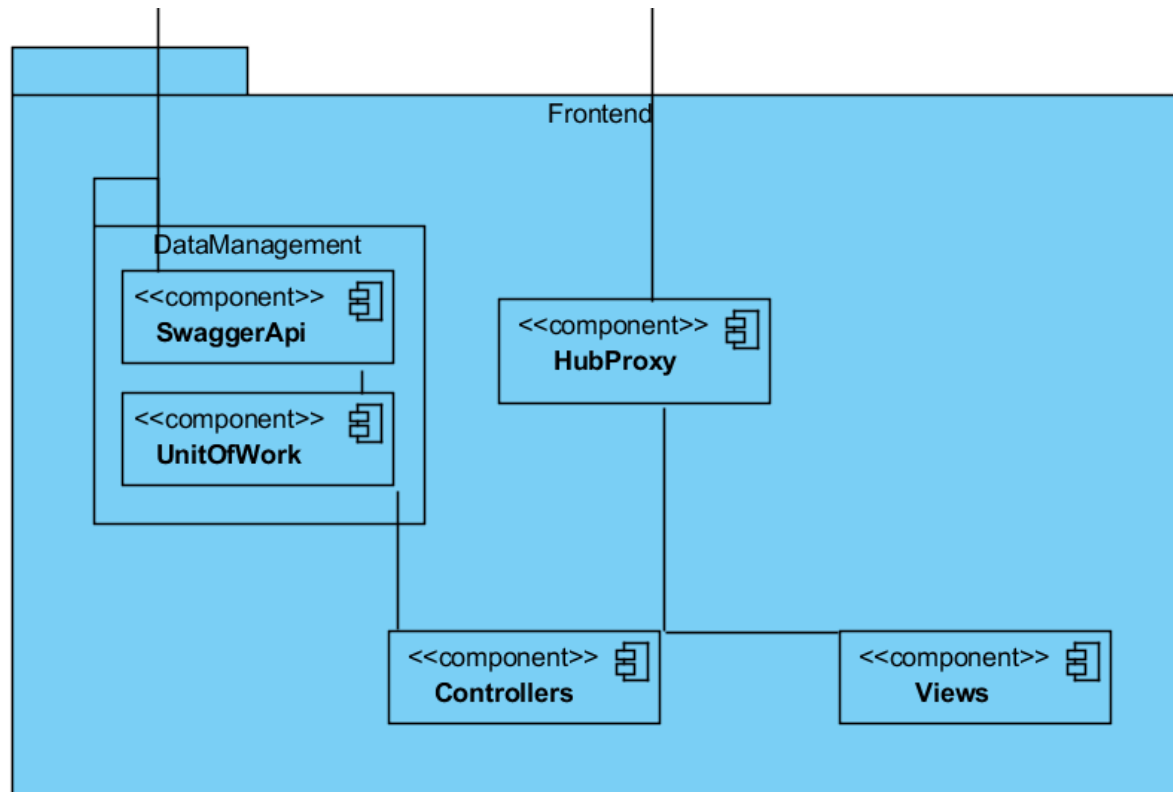 Frontend
DataManagement
<<component>>
SwaggerApi
<<component>>
UnitOfWork
<<component>>
HubProxy
<<component>>
Controllers
<<component>>
Views